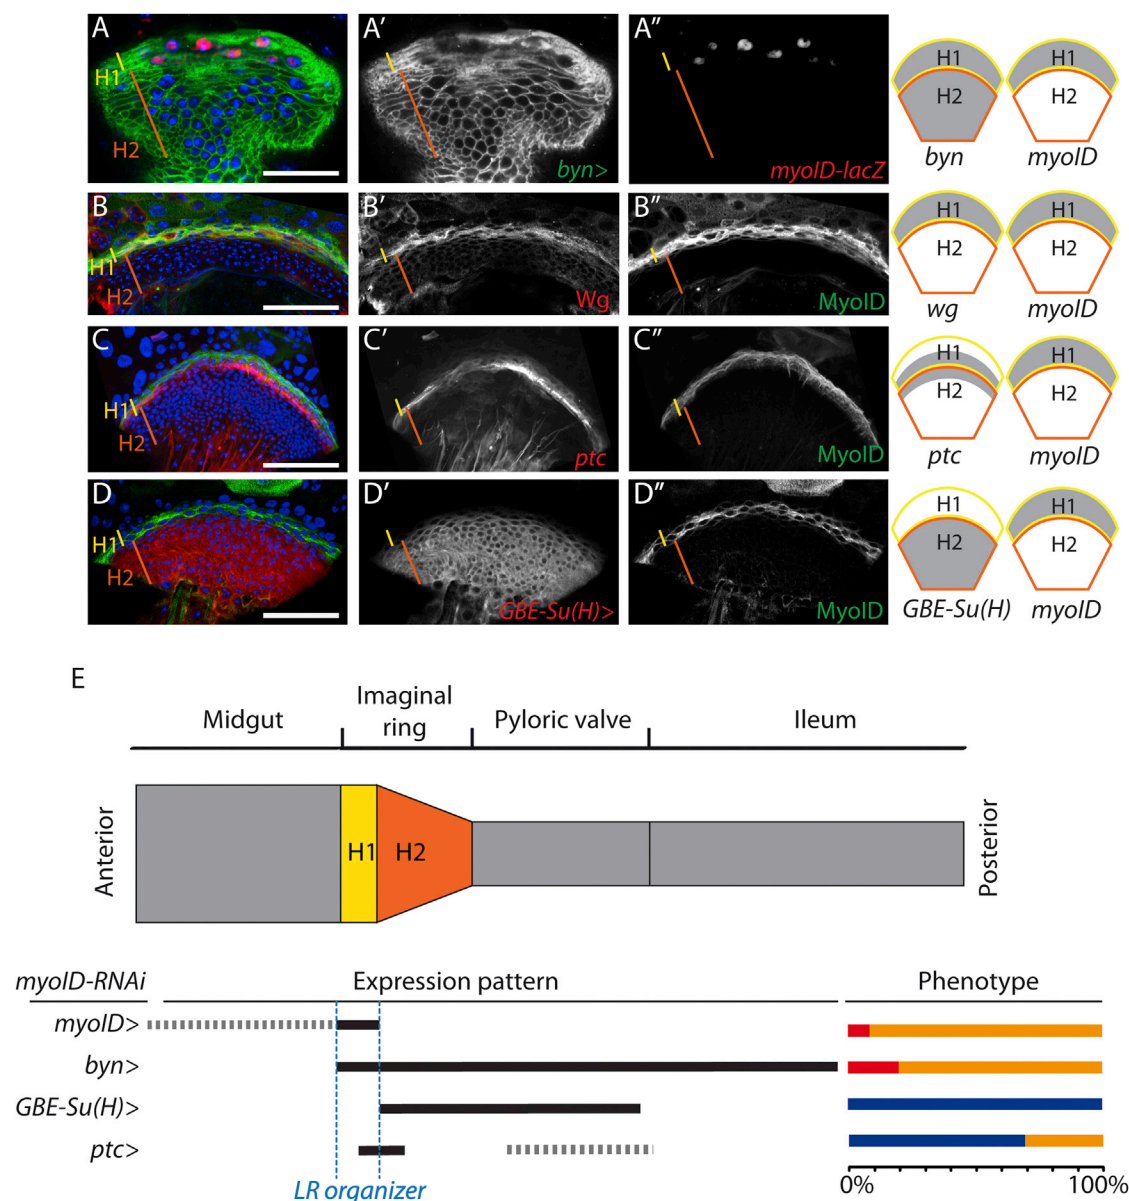 A A′ A″
H1
H2
byn>
myoID-lacZ
H1
H2
byn
H1
H2
myoID
B B′ B″
H1
H2
Wg
MyoID
H1
H2
wg
H1
H2
myoID
C C′ C″
H1
H2
ptc
MyoID
H1
H2
ptc
H1
H2
myoID
D D′ D″
H1
H2
GBE-Su(H)>
MyoID
H1
H2
GBE-Su(H)
H1
H2
myoID
E
Midgut
Imaginal
ring
Pyloric valve
Ileum
Anterior
H1 H2
Posterior
myoID-RNAi Expression pattern Phenotype
myoID>
byn>
GBE-Su(H)>
ptc>
LR organizer
0% 100%